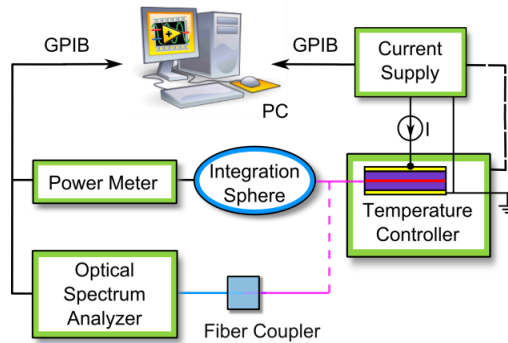 GPIB
GPIB
Current
Supply
PC
I
Power Meter
Integration
Sphere
Temperature
Controller
Optical
Spectrum
Analyzer
Fiber Coupler